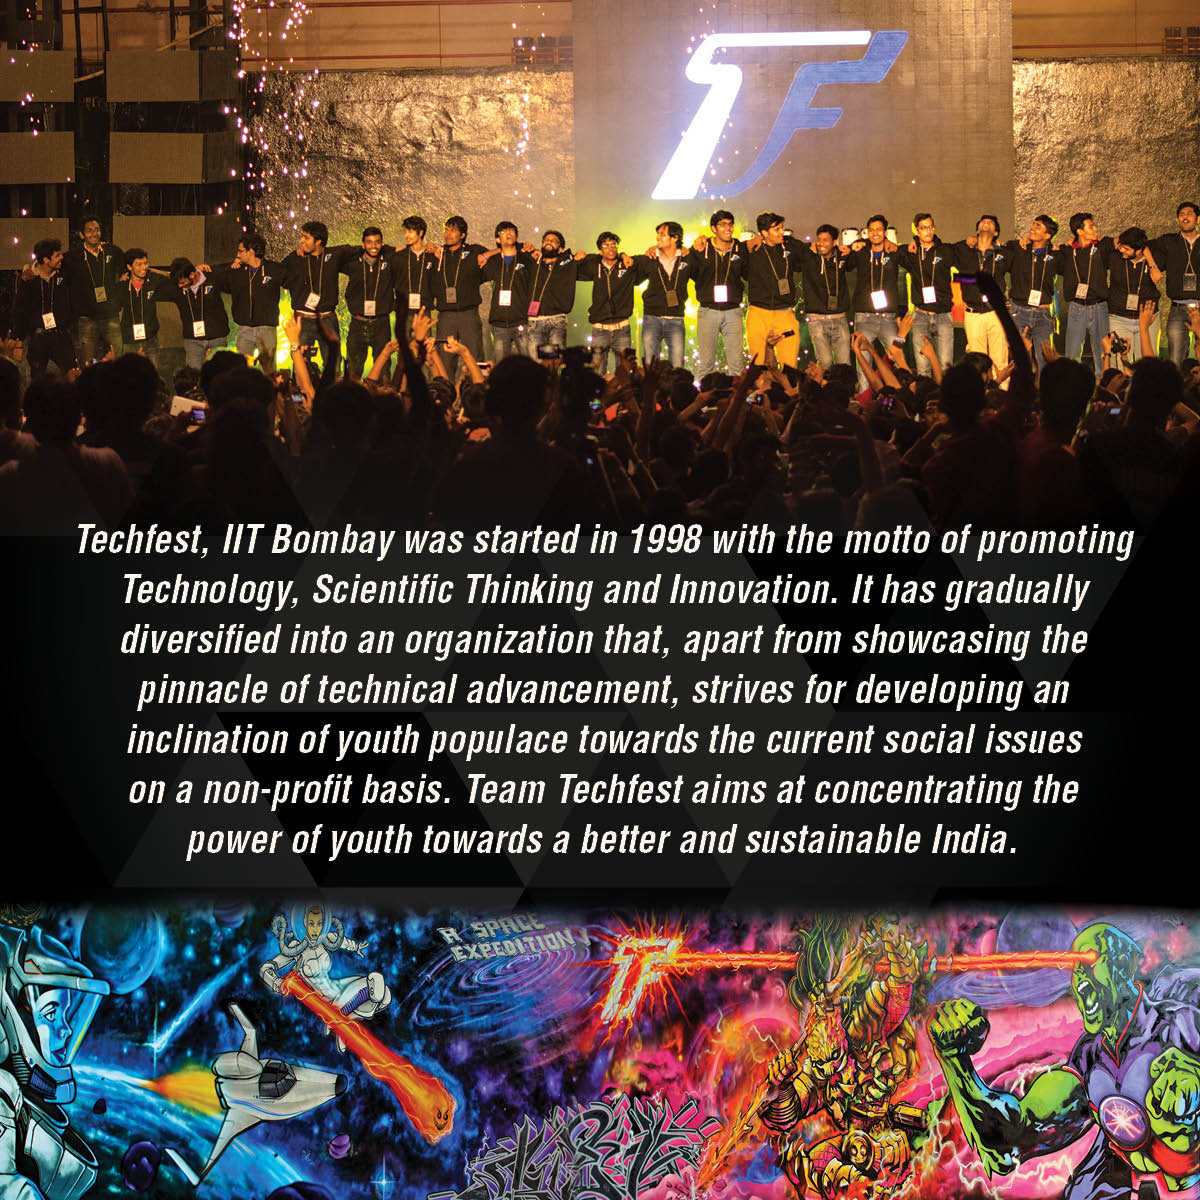 TF
Techfest, IIT Bombay was started in 1998 with the motto of promoting
Technology, Scientific Thinking and Innovation. It has gradually
diversified into an organization that, apart from showcasing the
pinnacle of technical advancement, strives for developing an
inclination of youth populace towards the current social issues
on a non-profit basis. Team Techfest aims at concentrating the
power of youth towards a better and sustainable India.
A SPACE
EXPEDITION
TF